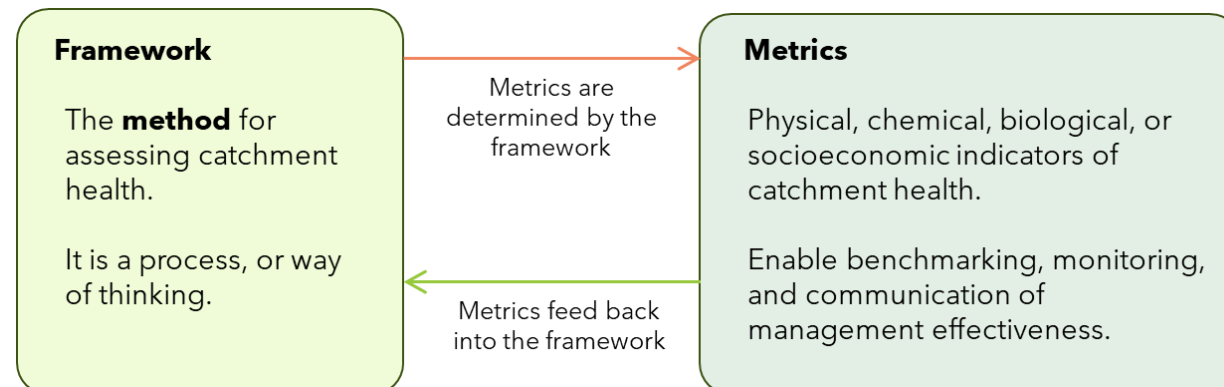 Framework
The method for
assessing catchment
health.
It is a process, or way
of thinking.
Metrics are
determined by the
framework
Metrics feed back
into the framework
Metrics
Physical, chemical, biological, or
socioeconomic indicators of
catchment health.
Enable benchmarking, monitoring,
and communication of
management effectiveness.